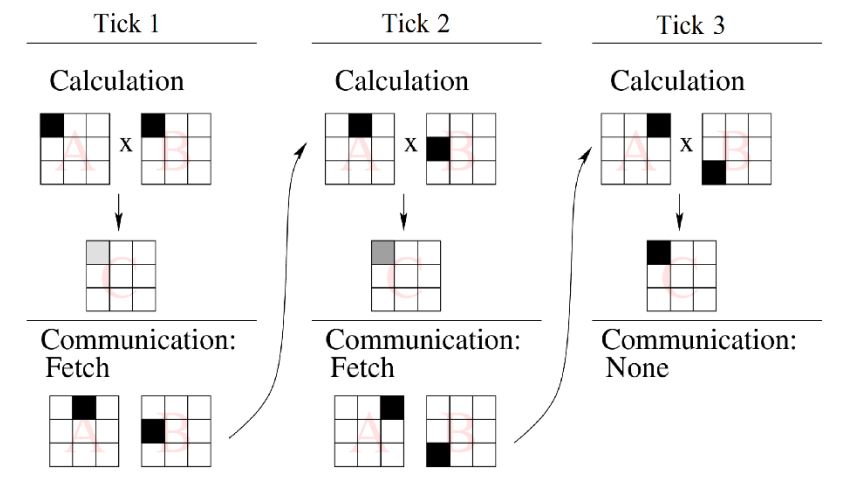 Tick 1
Calculation
A x B
C
Communication:
Fetch
A B
Tick 2
Calculation
A x B
C
Communication:
Fetch
A B
Tick 3
Calculation
A x B
C
Communication:
None